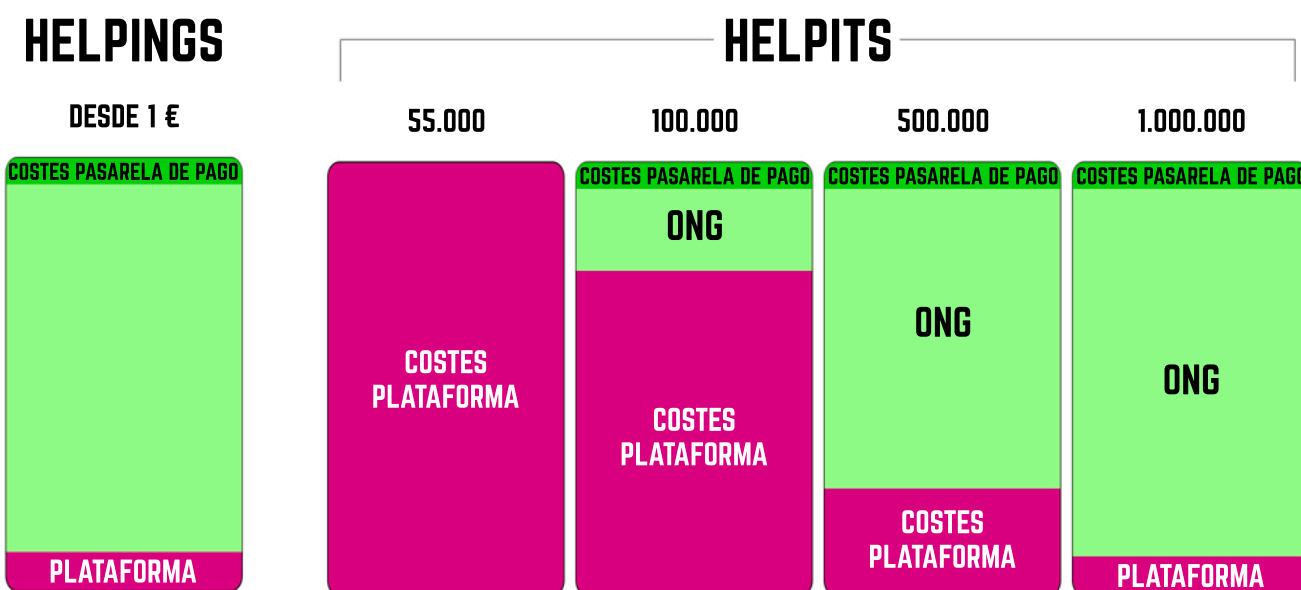 HELPINGS
HELPITS
DESDE 1 €
55.000
100.000
500.000
1.000.000
COSTES PASARELA DE PAGO
COSTES PASARELA DE PAGO
COSTES PASARELA DE PAGO
COSTES PASARELA DE PAGO
ONG
ONG
ONG
COSTES
PLATAFORMA
COSTES
PLATAFORMA
COSTES
PLATAFORMA
PLATAFORMA
PLATAFORMA